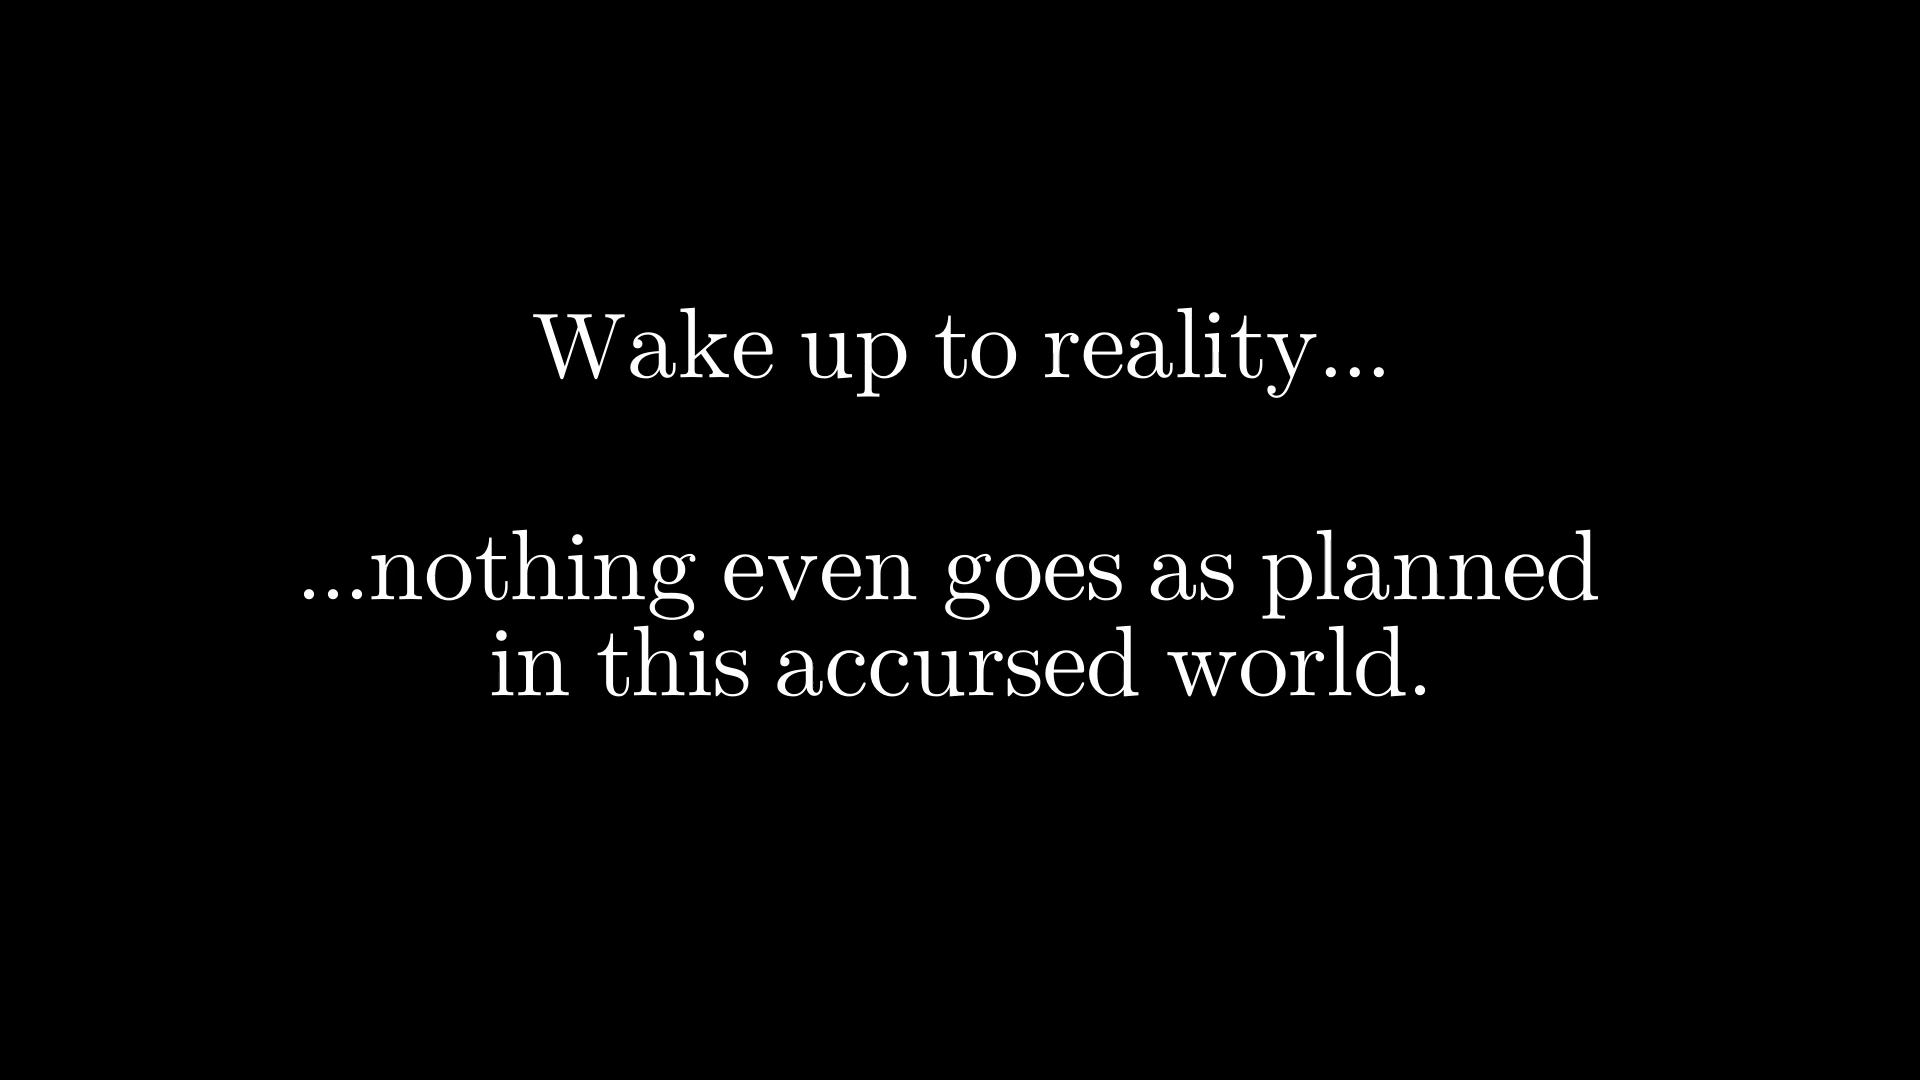 Wake up to reality...
...nothing even goes as planned
in this accursed world.